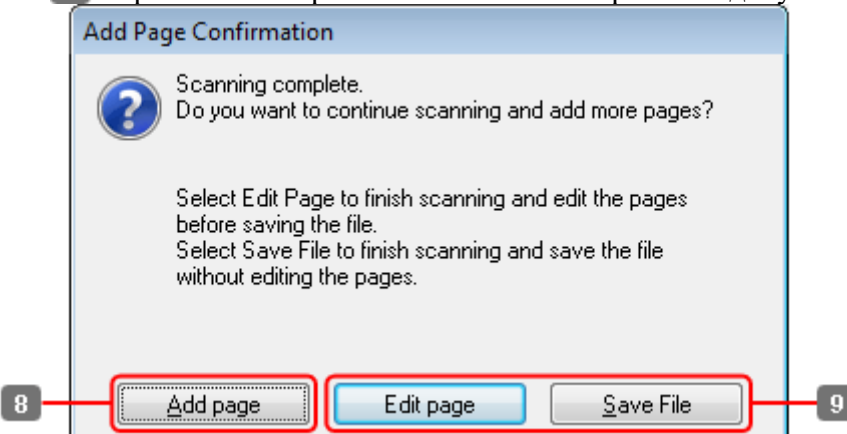 Add Page Confirmation
Scanning complete.
Do you want to continue scanning and add more pages?
Select Edit Page to finish scanning and edit the pages
before saving the file.
Select Save File to finish scanning and save the file
without editing the pages.
8 Add page Edit page Save File 9